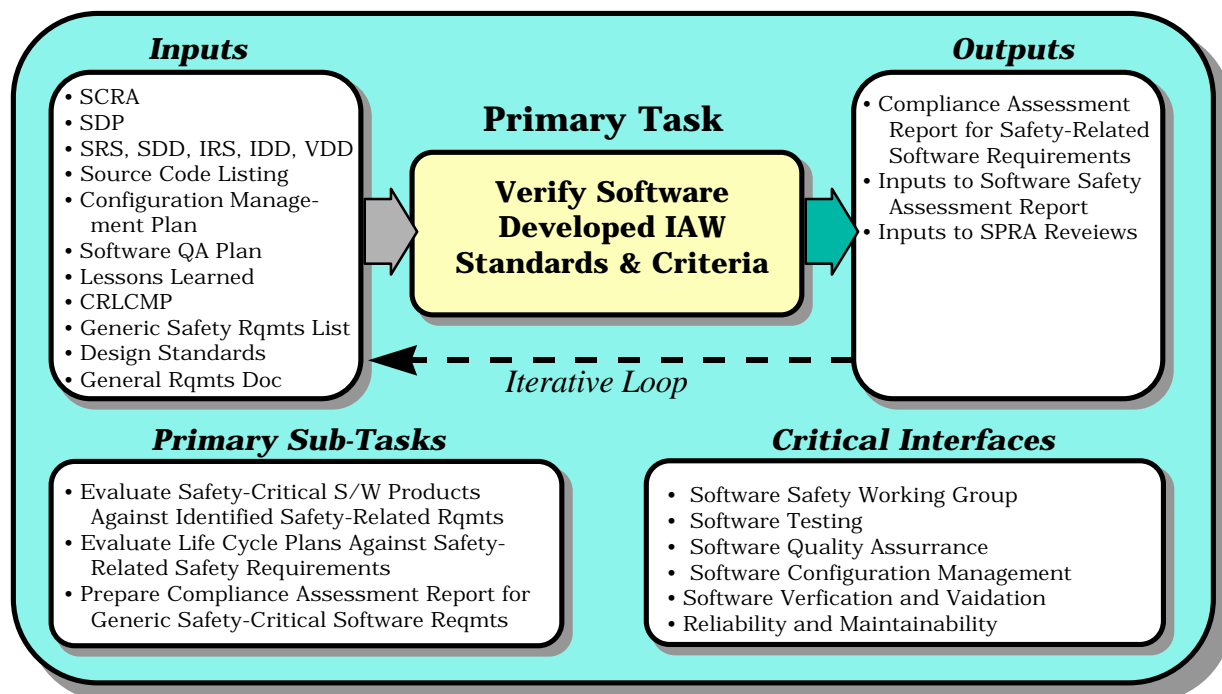 Inputs
• SCRA
• SDP
• SRS, SDD, IRS, IDD, VDD
• Source Code Listing
• Configuration Manage-
ment Plan
• Software QA Plan
• Lessons Learned
• CRLCMP
• Generic Safety Rqmts List
• Design Standards
• General Rqmts Doc
Primary Task
Verify Software
Developed IAW
Standards & Criteria
Outputs
• Compliance Assessment
Report for Safety-Related
Software Requirements
• Inputs to Software Safety
Assessment Report
• Inputs to SPRA Reveiews
Iterative Loop
Primary Sub-Tasks
• Evaluate Safety-Critical S/W Products
Against Identified Safety-Related Rqmts
• Evaluate Life Cycle Plans Against Safety-
Related Safety Requirements
• Prepare Compliance Assessment Report for
Generic Safety-Critical Software Reqmts
Critical Interfaces
• Software Safety Working Group
• Software Testing
• Software Quality Assurrance
• Software Configuration Management
• Software Verfication and Vaidation
• Reliability and Maintainability